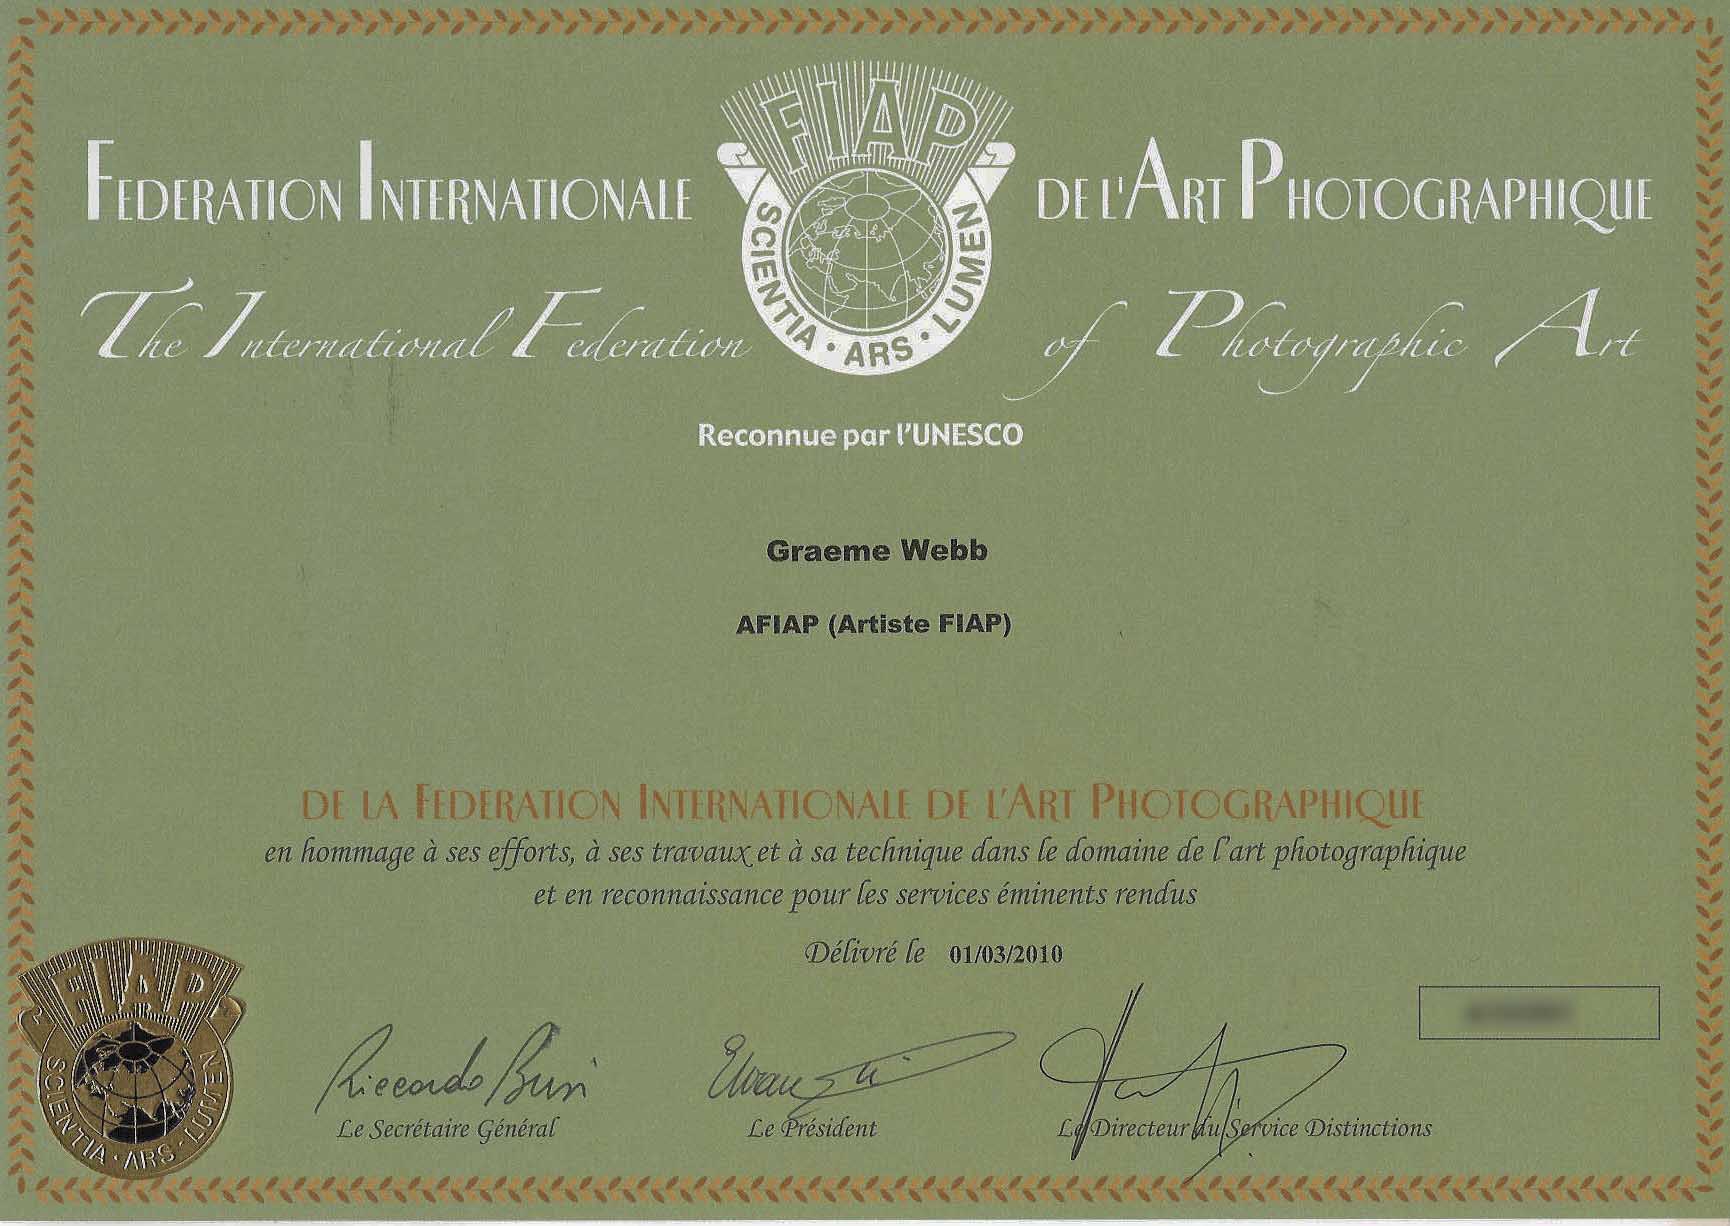 FIAP
SCIENTIA · ARS · LUMEN
FEDERATION INTERNATIONALE DE L'ART PHOTOGRAPHIQUE
The International Federation of Photographic Art
Reconnue par l'UNESCO
Graeme Webb
AFIAP (Artiste FIAP)
DE LA FEDERATION INTERNATIONALE DE L'ART PHOTOGRAPHIQUE
en hommage à ses efforts, à ses travaux et à sa technique dans le domaine de l'art photographique
et en reconnaissance pour les services éminents rendus
Délivré le 01/03/2010
FIAP
SCIENTIA · ARS · LUMEN
Riccardo Busi
Le Secrétaire Général
Le Président
Le Directeur du Service Distinctions